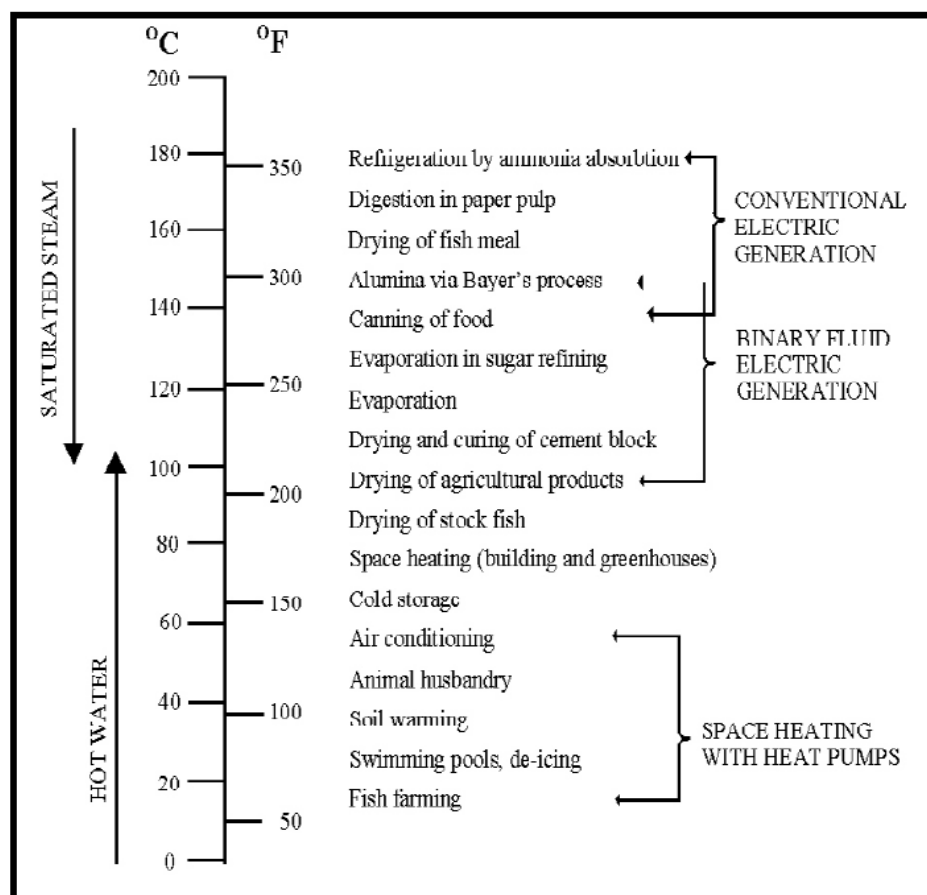 °C
°F
200
180
160
140
120
100
80
60
40
20
0
350
300
250
200
150
100
50
SATURATED STEAM
HOT WATER
Refrigeration by ammonia absorbtion
Digestion in paper pulp
Drying of fish meal
Alumina via Bayer's process
Canning of food
Evaporation in sugar refining
Evaporation
Drying and curing of cement block
Drying of agricultural products
Drying of stock fish
Space heating (building and greenhouses)
Cold storage
Air conditioning
Animal husbandry
Soil warming
Swimming pools, de-icing
Fish farming
CONVENTIONAL
ELECTRIC
GENERATION
BINARY FLUID
ELECTRIC
GENERATION
SPACE HEATING
WITH HEAT PUMPS